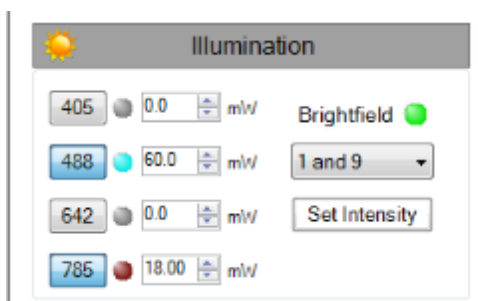 Illumination
405 0.0 mW
Brightfield
488 60.0 mW
1 and 9
642 0.0 mW
Set Intensity
785 18.00 mW